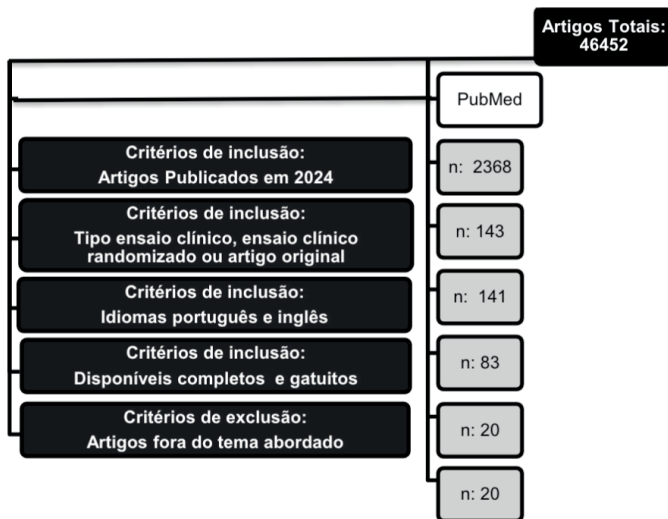 Artigos Totais:
46452
PubMed
Critérios de inclusão:
Artigos Publicados em 2024
n: 2368
Critérios de inclusão:
Tipo ensaio clínico, ensaio clínico
randomizado ou artigo original
n: 143
Critérios de inclusão:
Idiomas português e inglês
n: 141
Critérios de inclusão:
Disponíveis completos e gatuitos
n: 83
Critérios de exclusão:
Artigos fora do tema abordado
n: 20
n: 20